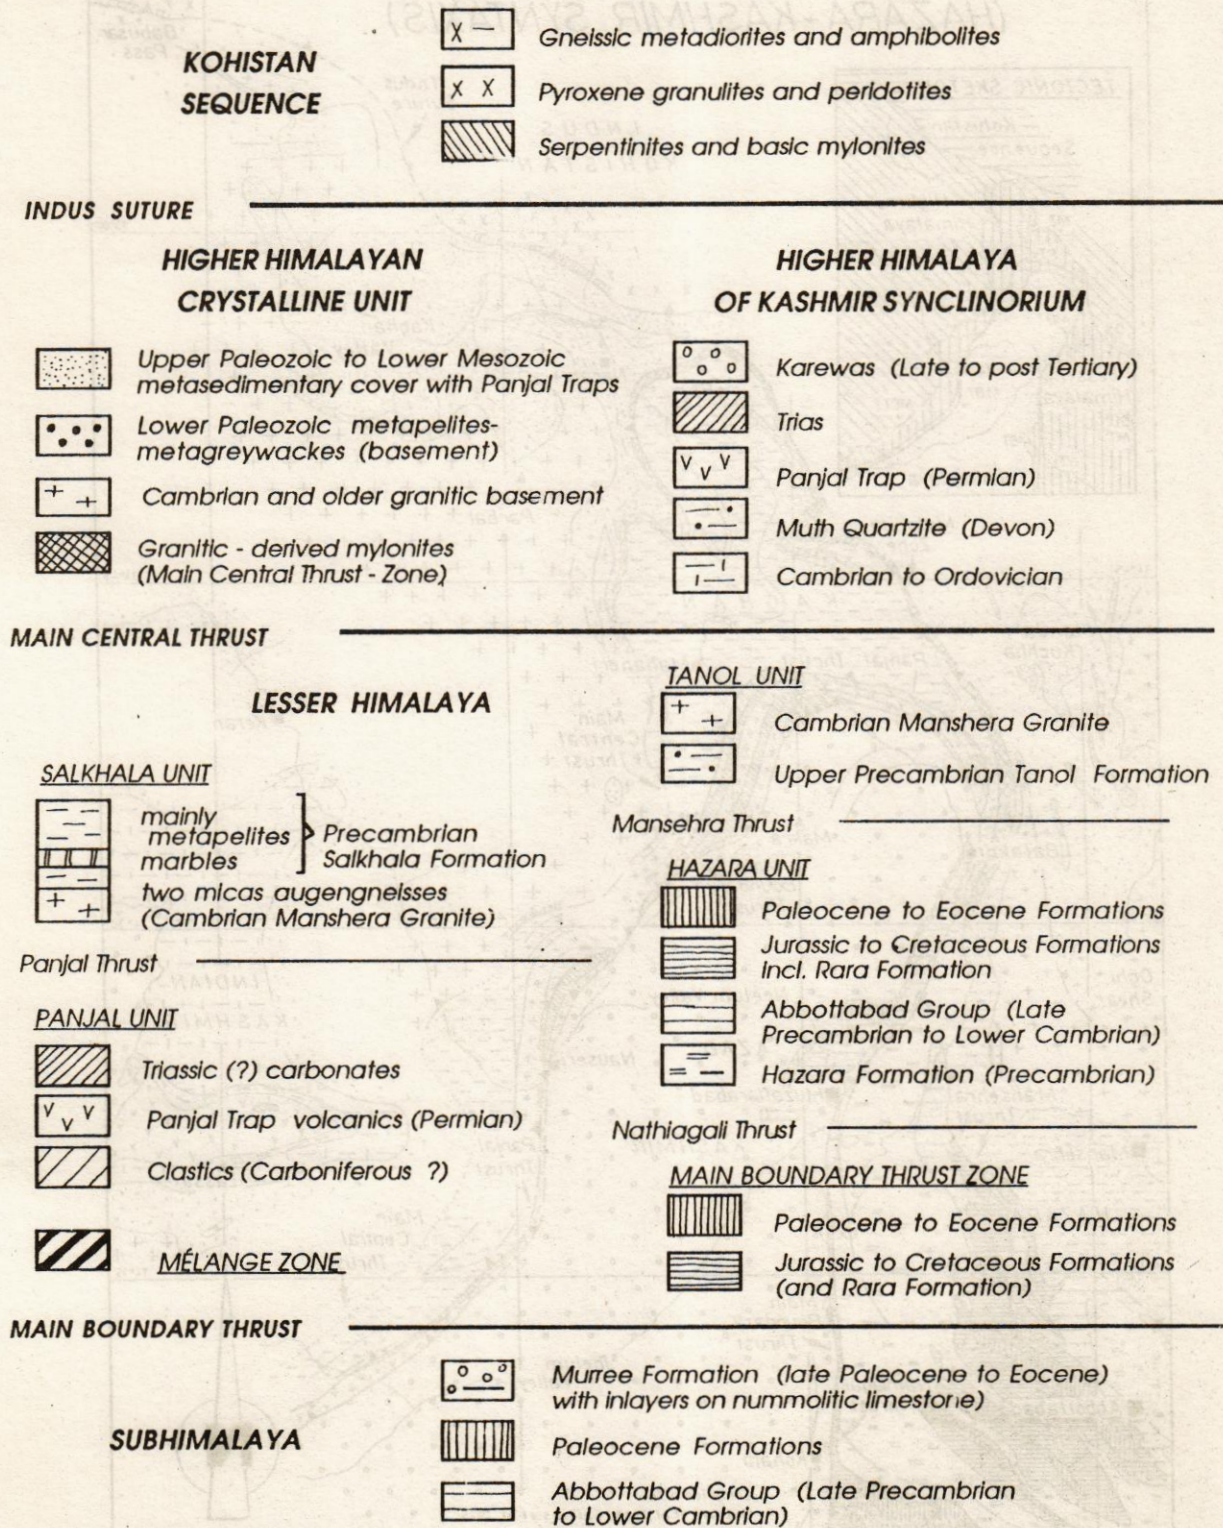 KOHISTAN
SEQUENCE
Gneissic metadiorites and amphibolites
Pyroxene granulites and peridotites
Serpentinites and basic mylonites
INDUS SUTURE
HIGHER HIMALAYAN
CRYSTALLINE UNIT
Upper Paleozoic to Lower Mesozoic
metasedimentary cover with Panjal Traps
Lower Paleozoic metapelites-
metagreywackes (basement)
Cambrian and older granitic basement
Granitic - derived mylonites
(Main Central Thrust - Zone)
HIGHER HIMALAYA
OF KASHMIR SYNCLINORIUM
Karewas (Late to post Tertiary)
Trias
Panjal Trap (Permian)
Muth Quartzite (Devon)
Cambrian to Ordovician
MAIN CENTRAL THRUST
LESSER HIMALAYA
SALKHALA UNIT
mainly
metapelites
marbles
Precambrian
Salkhala Formation
two micas augengneisses
(Cambrian Manshera Granite)
Panjal Thrust
PANJAL UNIT
Triassic (?) carbonates
Panjal Trap volcanics (Permian)
Clastics (Carboniferous ?)
MÉLANGE ZONE
TANOL UNIT
Cambrian Manshera Granite
Upper Precambrian Tanol Formation
Mansehra Thrust
HAZARA UNIT
Paleocene to Eocene Formations
Jurassic to Cretaceous Formations
incl. Rara Formation
Abbottabad Group (Late
Precambrian to Lower Cambrian)
Hazara Formation (Precambrian)
Nathiagali Thrust
MAIN BOUNDARY THRUST ZONE
Paleocene to Eocene Formations
Jurassic to Cretaceous Formations
(and Rara Formation)
MAIN BOUNDARY THRUST
SUBHIMALAYA
Murree Formation (late Paleocene to Eocene)
with inlayers on nummolitic limestone)
Paleocene Formations
Abbottabad Group (Late Precambrian
to Lower Cambrian)